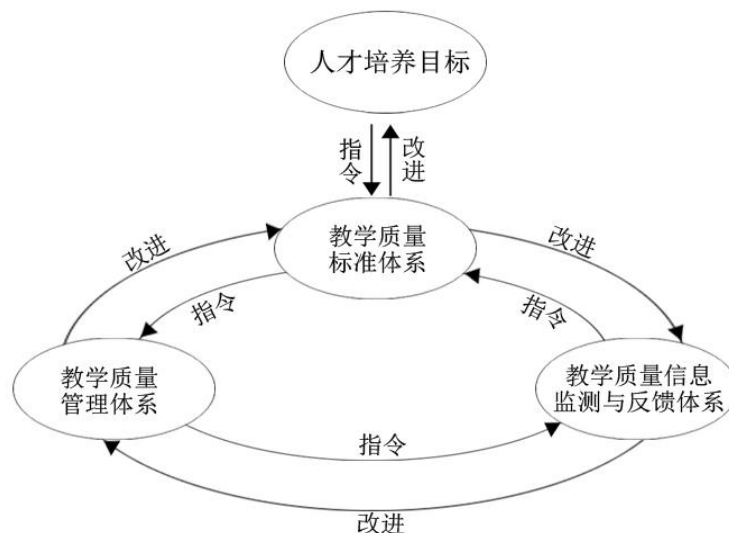 人才培养目标
指令
改进
教学质量
标准体系
改进
改进
指令
指令
教学质量
管理体系
教学质量信息
监测与反馈体系
指令
改进